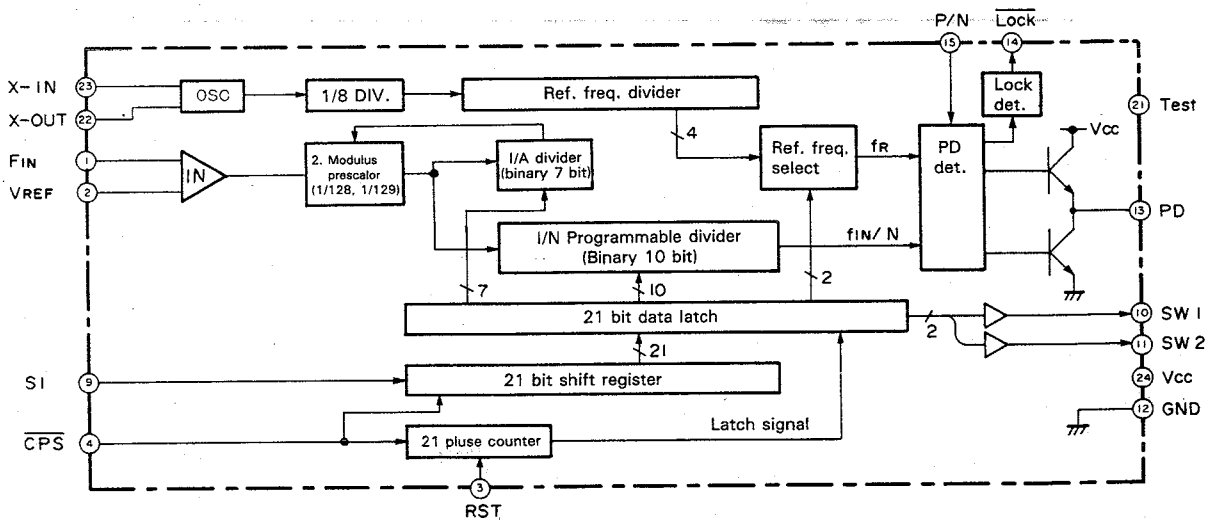 P/N
Lock
15
14
X-IN
23
OSC
1/8 DIV.
Ref. freq. divider
Lock
det.
21
Test
X-OUT
22
4
Vcc
FIN
1
IN
2. Modulus
prescalor
(1/128, 1/129)
I/A divider
(binary 7 bit)
Ref. freq.
select
fR
PD
det.
VREF
2
13
PD
I/N Programmable divider
(Binary 10 bit)
fIN/N
7
10
2
21 bit data latch
2
10
SW1
11
SW2
21
24
Vcc
SI
9
21 bit shift register
12
GND
Latch signal
CPS
4
21 pluse counter
3
RST